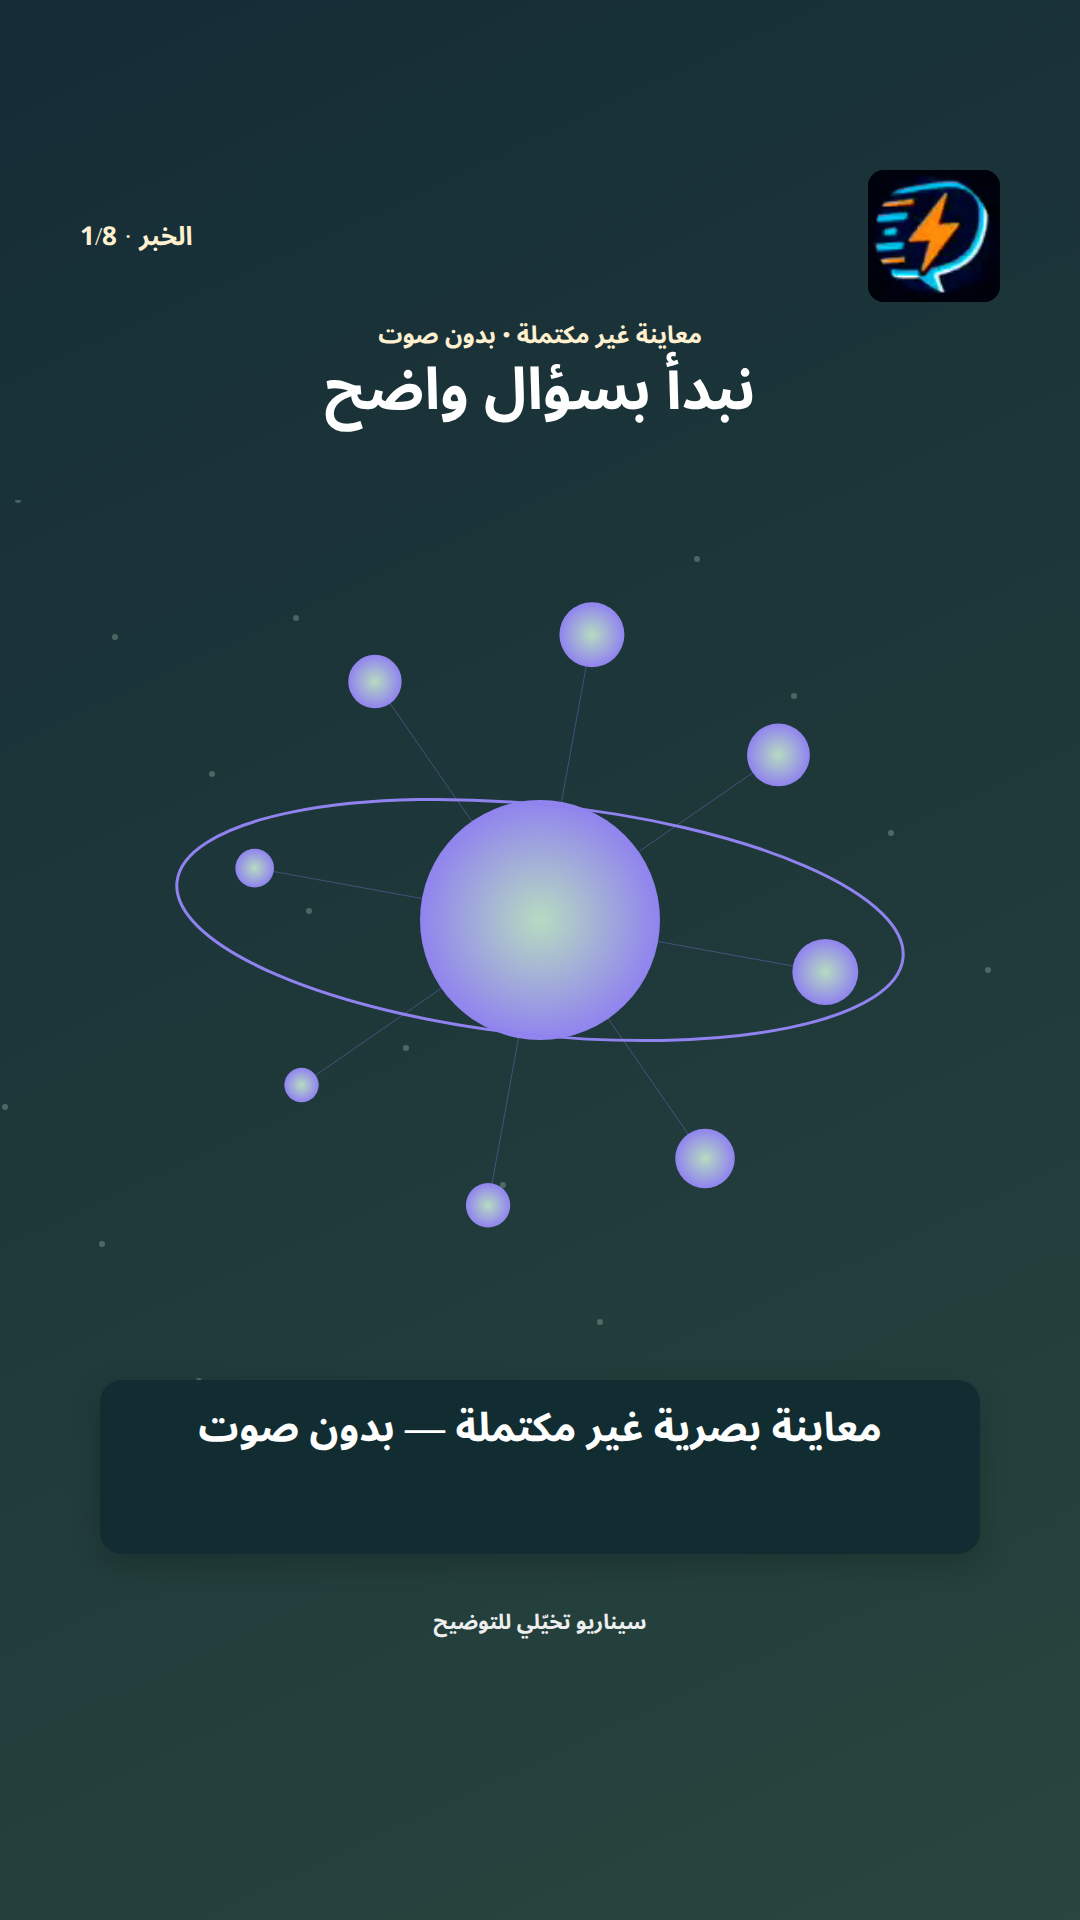 الخبر · 1/8
معاينة غير مكتملة • بدون صوت
نبدأ بسؤال واضح
معاينة بصرية غير مكتملة — بدون صوت
سيناريو تخيّلي للتوضيح